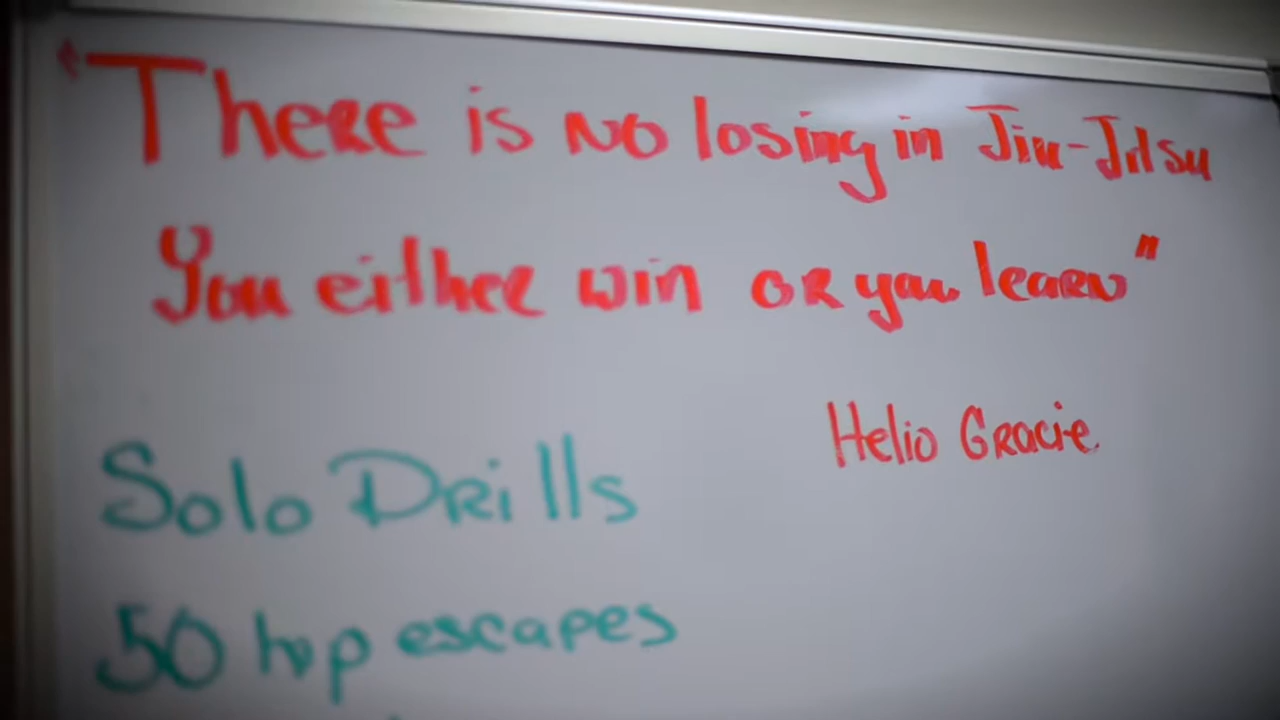 "There is no losing in Jiu-Jitsu
You either win or you learn"
Helio Gracie
Solo Drills
50 hip escapes